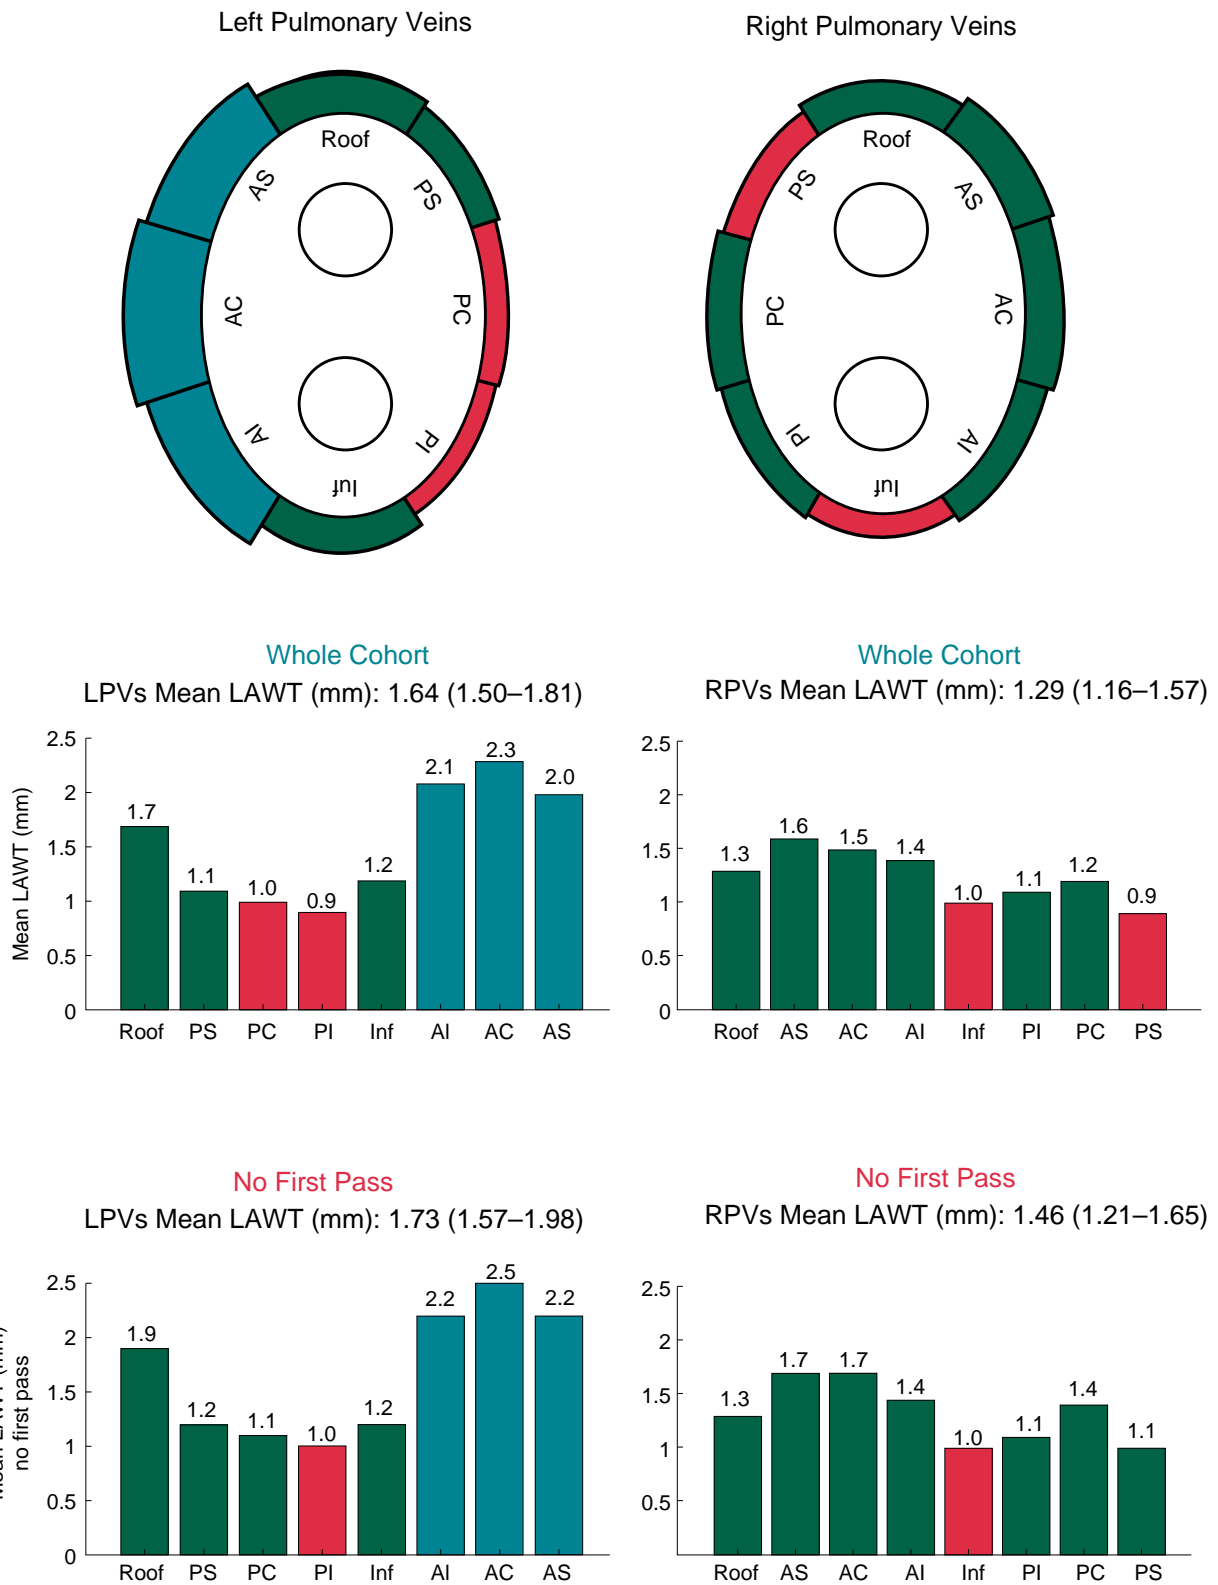 Left Pulmonary Veins
Right Pulmonary Veins
Roof
AS
PS
AC
PC
AI
PI
Inf
Roof
PS
AS
PC
AC
PI
AI
Inf
Whole Cohort
LPVs Mean LAWT (mm): 1.64 (1.50–1.81)
Mean LAWT (mm)
2.5
2
1.5
1
0.5
0
1.7
1.1
1.0
0.9
1.2
2.1
2.3
2.0
Roof PS PC PI Inf AI AC AS
Whole Cohort
RPVs Mean LAWT (mm): 1.29 (1.16–1.57)
2.5
2
1.5
1
0.5
0
1.3
1.6
1.5
1.4
1.0
1.1
1.2
0.9
Roof AS AC AI Inf PI PC PS
No First Pass
LPVs Mean LAWT (mm): 1.73 (1.57–1.98)
Mean LAWT (mm)
no first pass
2.5
2
1.5
1
0.5
0
1.9
1.2
1.1
1.0
1.2
2.2
2.5
2.2
Roof PS PC PI Inf AI AC AS
No First Pass
RPVs Mean LAWT (mm): 1.46 (1.21–1.65)
2.5
2
1.5
1
0.5
1.3
1.7
1.7
1.4
1.0
1.1
1.4
1.1
Roof AS AC AI Inf PI PC PS